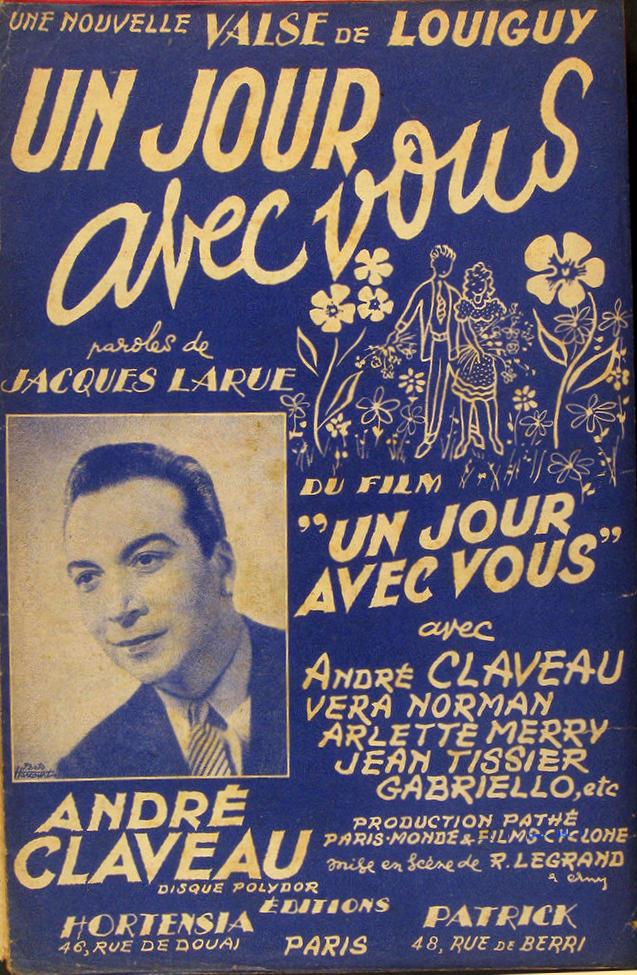 UNE NOUVELLE VALSE DE LOUIGUY
UN JOUR
avec vous
paroles de
JACQUES LARUE
DU FILM
"UN JOUR
AVEC VOUS"
avec
ANDRÉ CLAVEAU
VERA NORMAN
ARLETTE MERRY
JEAN TISSIER
GABRIELLO, etc
PRODUCTION PATHÉ
PARIS-MONDE & FILMS-CYCLONE
mise en Scène de R. LEGRAND
ANDRÉ
CLAVEAU
DISQUE POLYDOR
ÉDITIONS
HORTENSIA
46, RUE DE DOUAI
PARIS
PATRICK
48, RUE DE BERRI